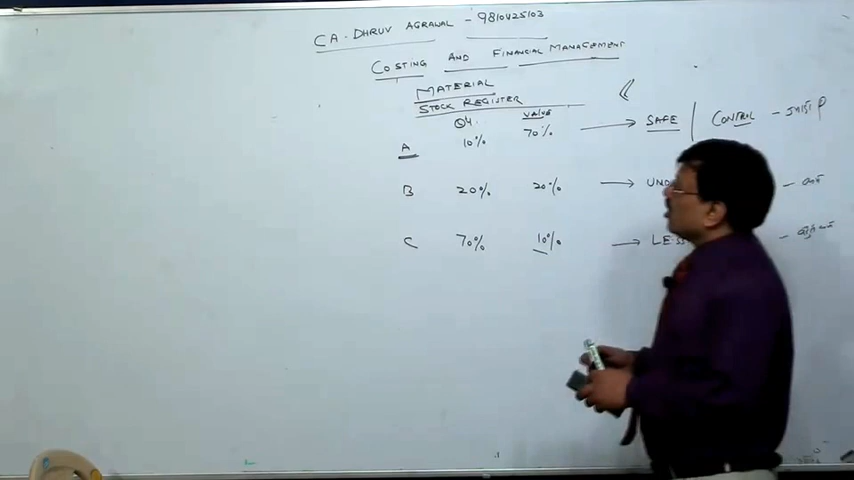 CA. DHRUV AGRAWAL - 9810425103
COSTING AND FINANCIAL MANAGEMENT
MATERIAL
STOCK REGISTER
QTY. VALUE
A 10% 70% → SAFE CONTROL -
B 20% 20% →
C 70% 10% →